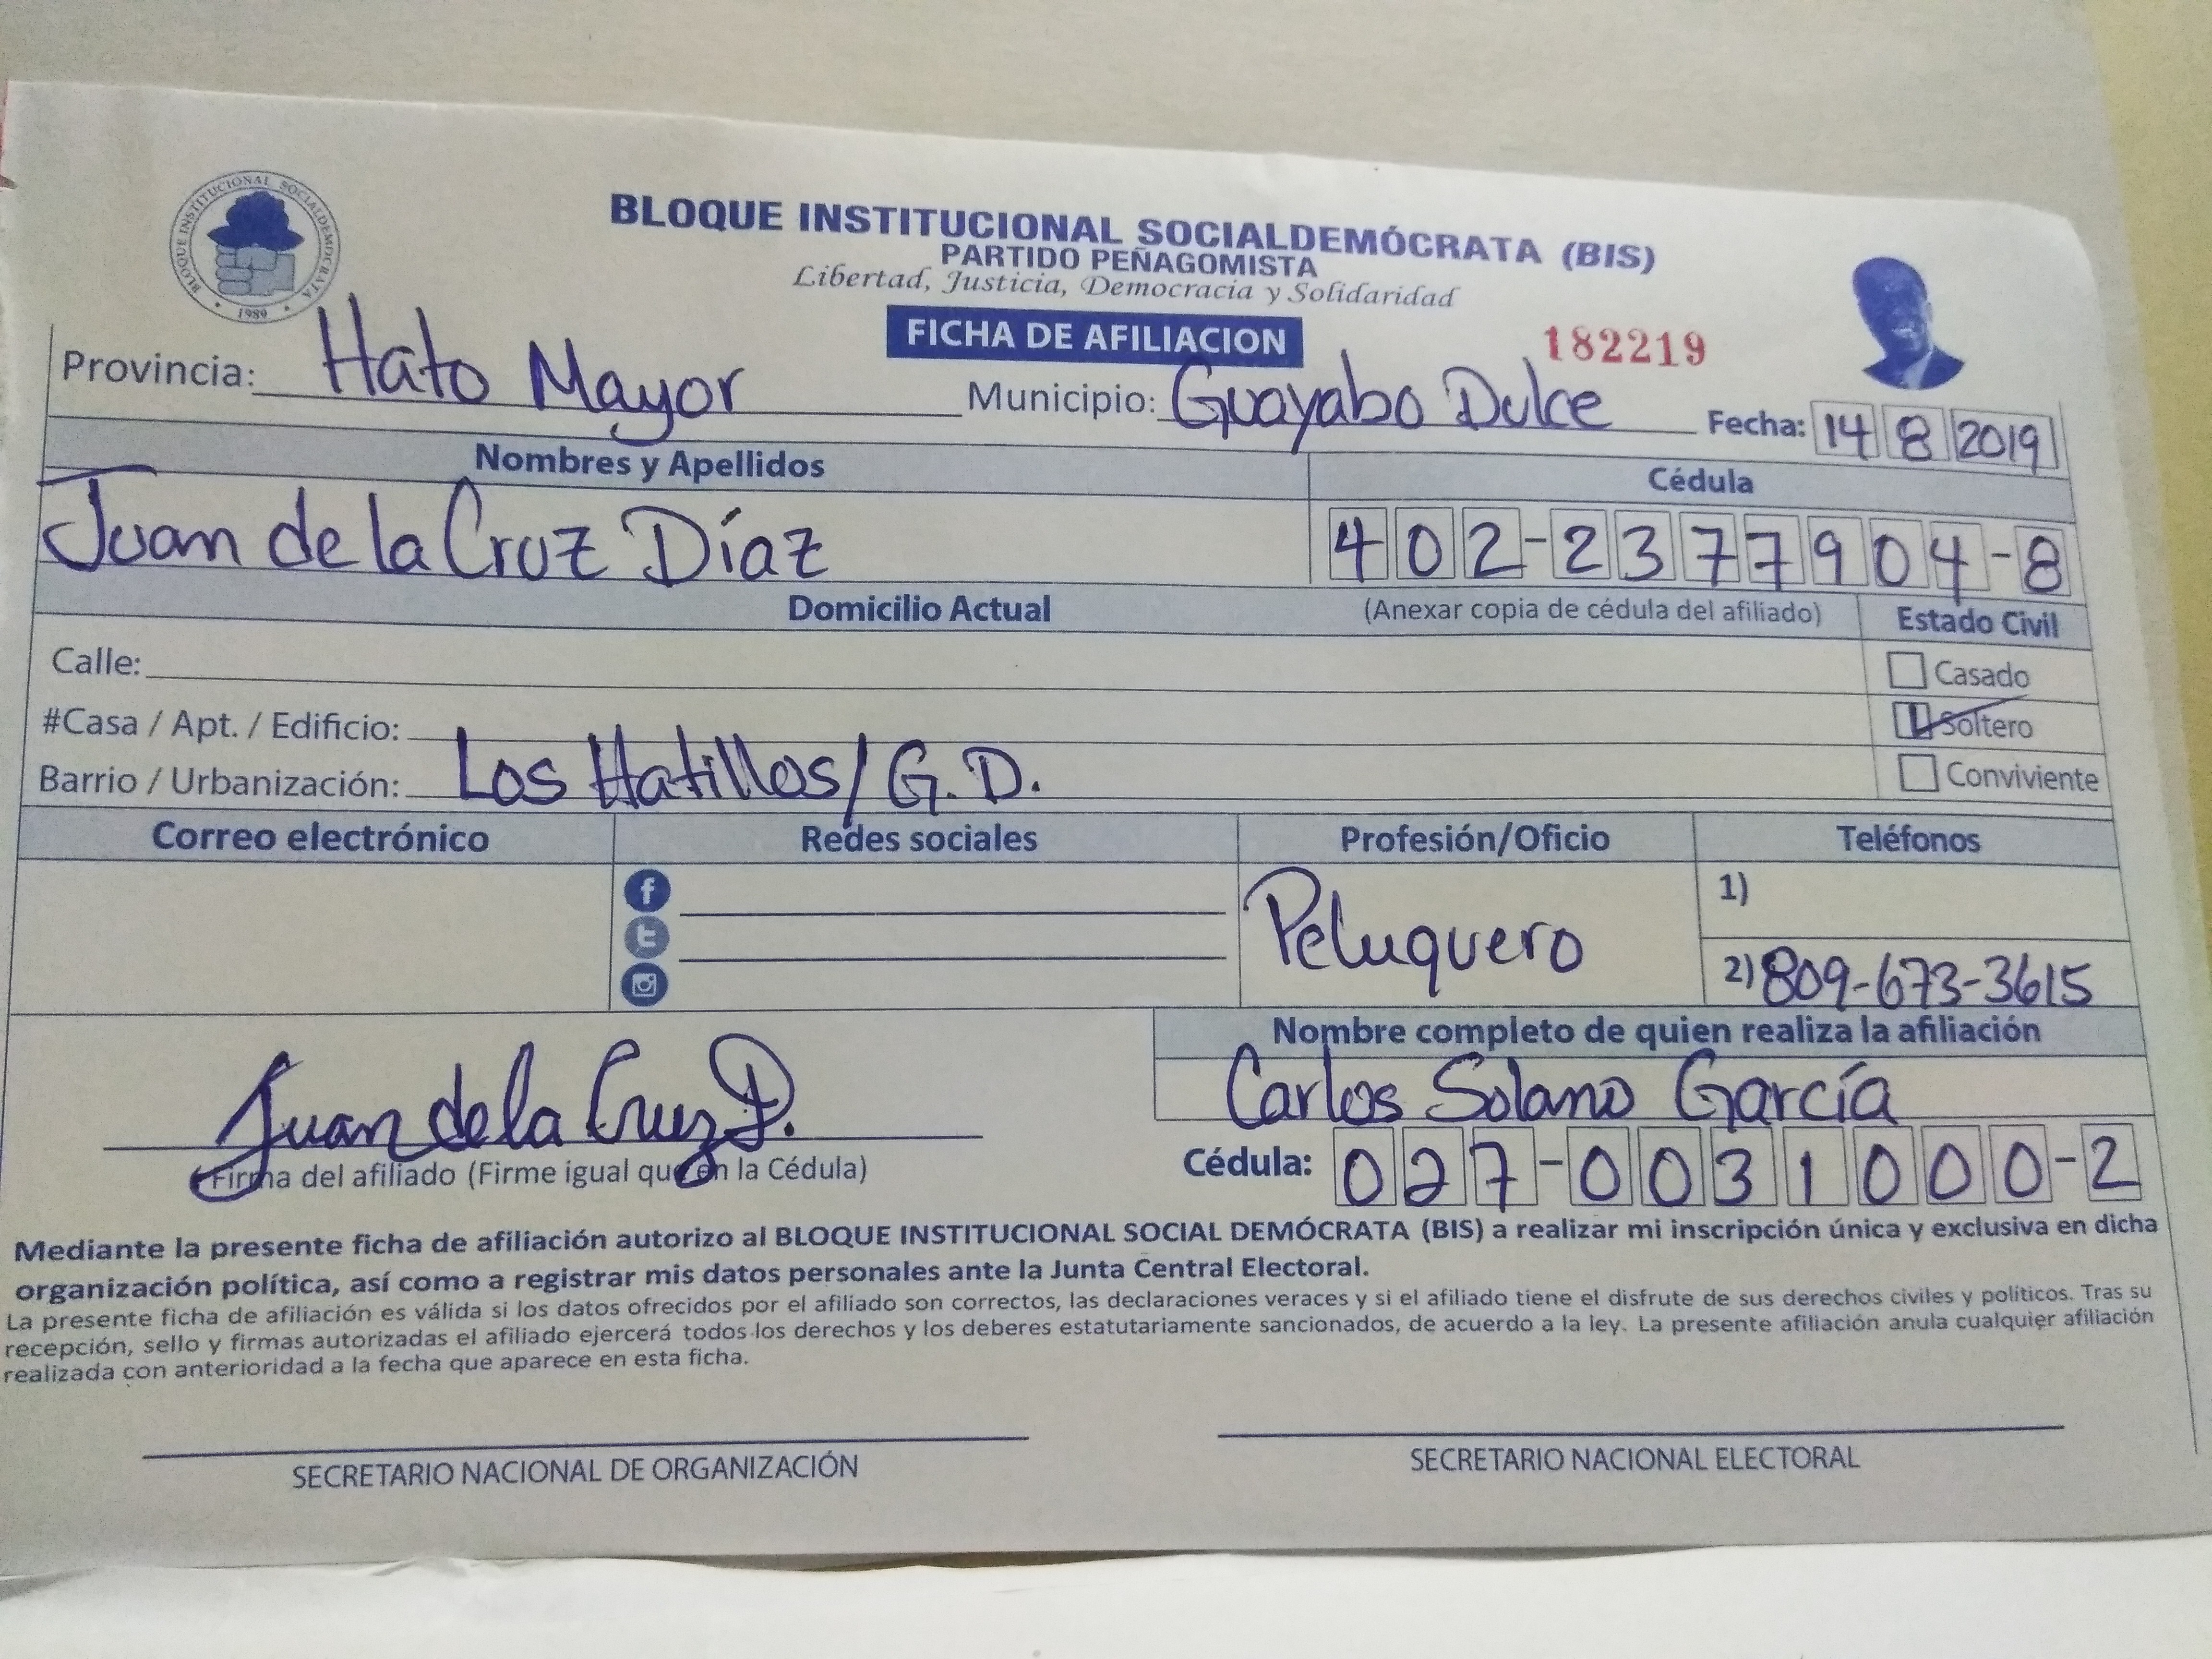 BLOQUE INSTITUCIONAL SOCIALDEMOCRATA
1989
BLOQUE INSTITUCIONAL SOCIALDEMÓCRATA (BIS)
PARTIDO PEÑAGOMISTA
Libertad, Justicia, Democracia y Solidaridad
FICHA DE AFILIACION
182219
Provincia: Hato Mayor Municipio: Guayabo Dulce Fecha: 14 8 2019
Nombres y Apellidos Cédula
Juan de la Cruz Díaz 402-2377904-8
Domicilio Actual (Anexar copia de cédula del afiliado) Estado Civil
Calle: Casado
#Casa / Apt. / Edificio: Soltero
Barrio / Urbanización: Los Hatillos/G.D. Conviviente
Correo electrónico Redes sociales Profesión/Oficio Teléfonos
1)
Peluquero
2) 809-673-3615
Nombre completo de quien realiza la afiliación
Juan de la Cruz D. Carlos Solano García
Firma del afiliado (Firme igual que en la Cédula) Cédula: 027-0031000-2
Mediante la presente ficha de afiliación autorizo al BLOQUE INSTITUCIONAL SOCIAL DEMÓCRATA (BIS) a realizar mi inscripción única y exclusiva en dicha
organización política, así como a registrar mis datos personales ante la Junta Central Electoral.
La presente ficha de afiliación es válida si los datos ofrecidos por el afiliado son correctos, las declaraciones veraces y si el afiliado tiene el disfrute de sus derechos civiles y políticos. Tras su
recepción, sello y firmas autorizadas el afiliado ejercerá todos los derechos y los deberes estatutariamente sancionados, de acuerdo a la ley. La presente afiliación anula cualquier afiliación
realizada con anterioridad a la fecha que aparece en esta ficha.
SECRETARIO NACIONAL DE ORGANIZACIÓN SECRETARIO NACIONAL ELECTORAL